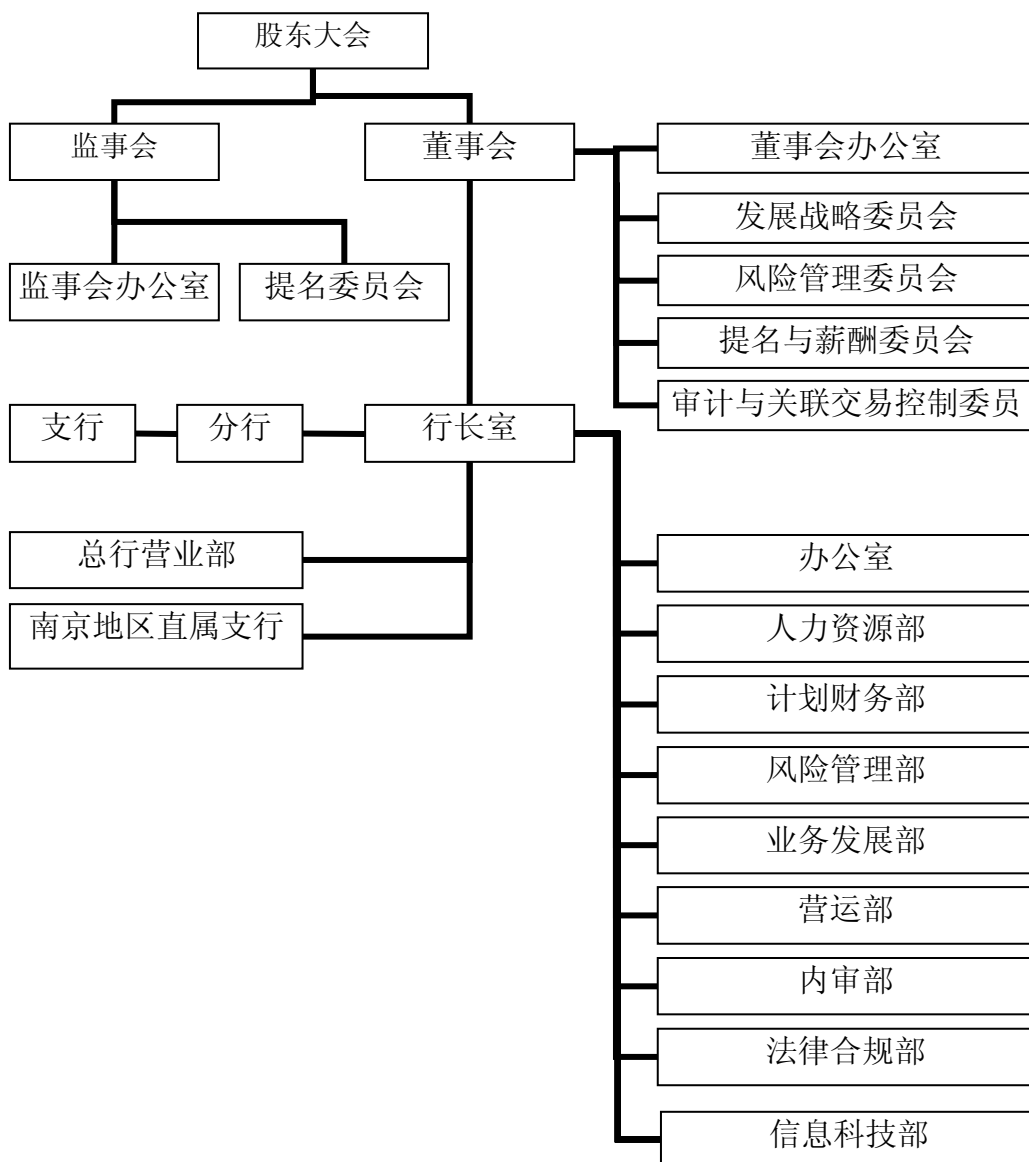 股东大会
监事会
董事会
董事会办公室
发展战略委员会
监事会办公室
提名委员会
风险管理委员会
提名与薪酬委员会
审计与关联交易控制委员
支行
分行
行长室
总行营业部
办公室
南京地区直属支行
人力资源部
计划财务部
风险管理部
业务发展部
营运部
内审部
法律合规部
信息科技部